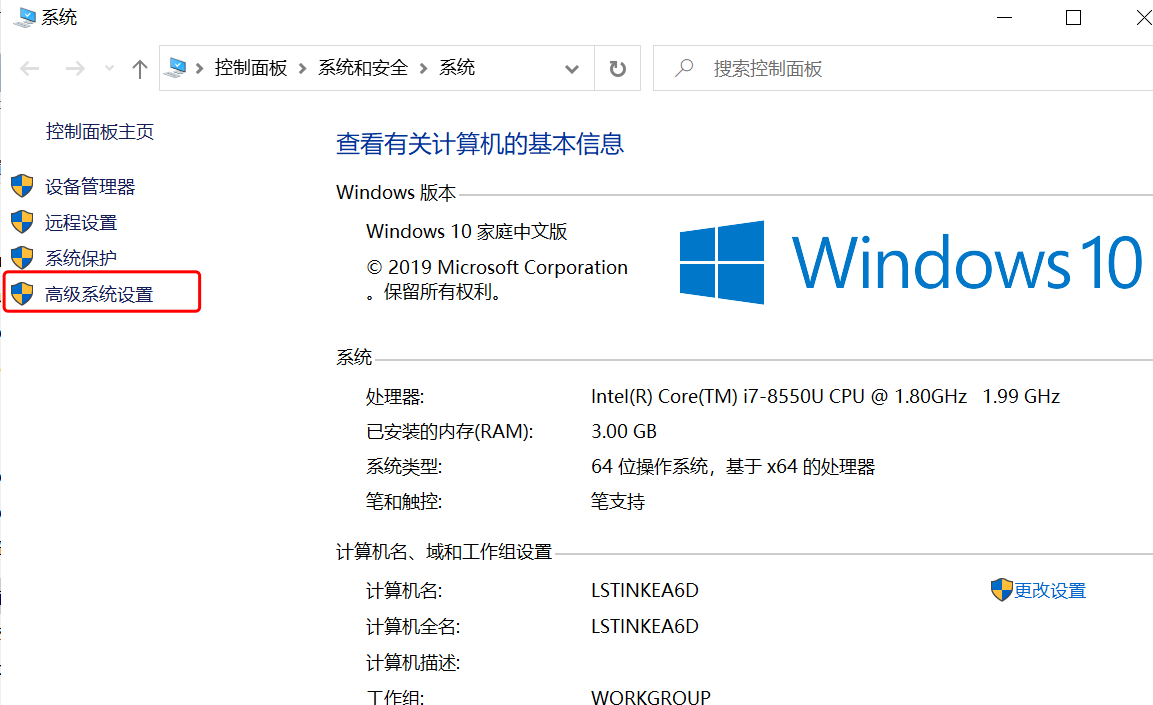 系统
控制面板 系统和安全 系统
搜索控制面板
控制面板主页
设备管理器
远程设置
系统保护
高级系统设置
查看有关计算机的基本信息
Windows 版本
Windows 10 家庭中文版
© 2019 Microsoft Corporation
。保留所有权利。
Windows 10
系统
处理器: Intel(R) Core(TM) i7-8550U CPU @ 1.80GHz 1.99 GHz
已安装的内存(RAM): 3.00 GB
系统类型: 64 位操作系统，基于 x64 的处理器
笔和触控: 笔支持
计算机名、域和工作组设置
计算机名: LSTINKEA6D
更改设置
计算机全名: LSTINKEA6D
计算机描述:
工作组: WORKGROUP